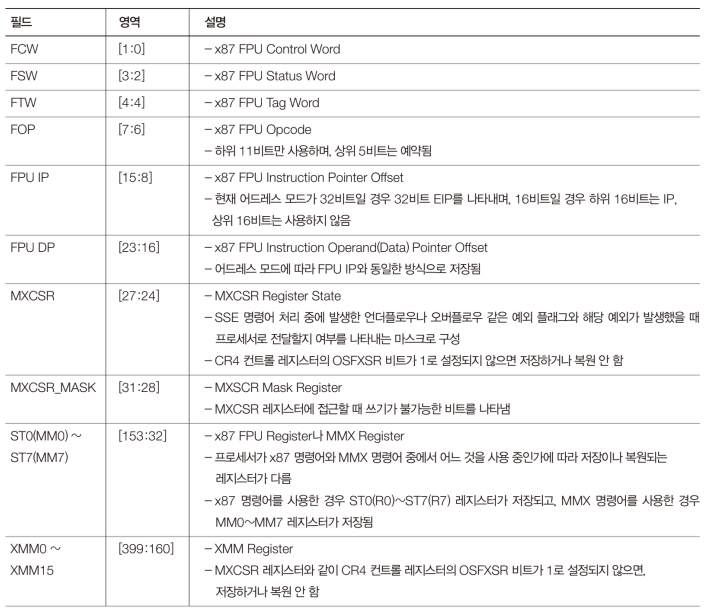 필드 영역 설명
FCW [1:0] – x87 FPU Control Word
FSW [3:2] – x87 FPU Status Word
FTW [4:4] – x87 FPU Tag Word
FOP [7:6] – x87 FPU Opcode
– 하위 11비트만 사용하며, 상위 5비트는 예약됨
FPU IP [15:8] – x87 FPU Instruction Pointer Offset
– 현재 어드레스 모드가 32비트일 경우 32비트 EIP를 나타내며, 16비트일 경우 하위 16비트는 IP,
상위 16비트는 사용하지 않음
FPU DP [23:16] – x87 FPU Instruction Operand(Data) Pointer Offset
– 어드레스 모드에 따라 FPU IP와 동일한 방식으로 저장됨
MXCSR [27:24] – MXCSR Register State
– SSE 명령어 처리 중에 발생한 언더플로우나 오버플로우 같은 예외 플래그와 해당 예외가 발생했을 때
프로세서로 전달할지 여부를 나타내는 마스크로 구성
– CR4 컨트롤 레지스터의 OSFXSR 비트가 1로 설정되지 않으면 저장하거나 복원 안 함
MXCSR_MASK [31:28] – MXSCR Mask Register
– MXCSR 레지스터에 접근할 때 쓰기가 불가능한 비트를 나타냄
ST0(MM0) ~ [153:32] – x87 FPU Register나 MMX Register
ST7(MM7) – 프로세서가 x87 명령어와 MMX 명령어 중에서 어느 것을 사용 중인가에 따라 저장이나 복원되는
레지스터가 다름
– x87 명령어를 사용한 경우 ST0(R0)~ST7(R7) 레지스터가 저장되고, MMX 명령어를 사용한 경우
MM0~MM7 레지스터가 저장됨
XMM0 ~ [399:160] – XMM Register
XMM15 – MXCSR 레지스터와 같이 CR4 컨트롤 레지스터의 OSFXSR 비트가 1로 설정되지 않으면,
저장하거나 복원 안 함